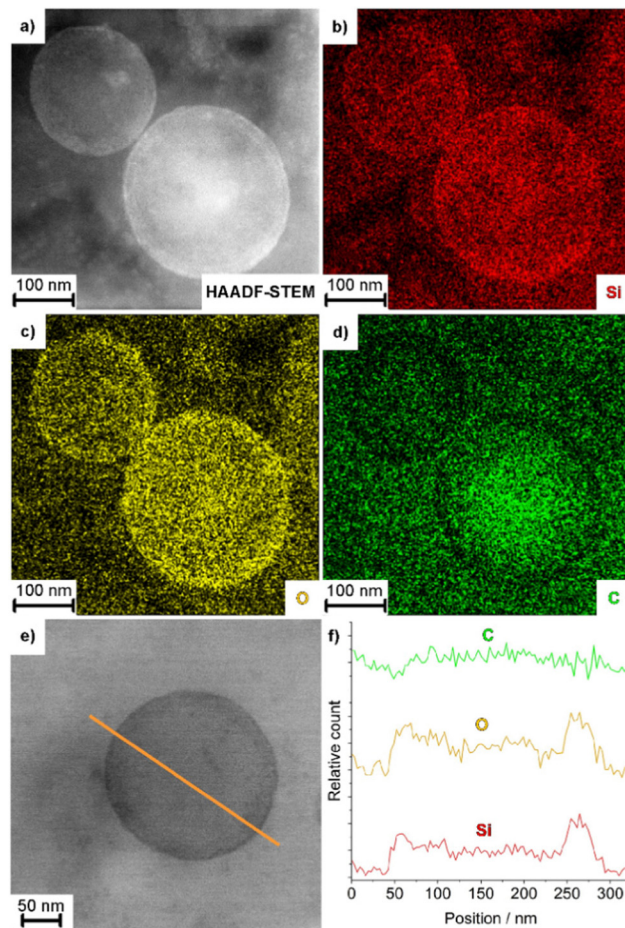 a)
100 nm
HAADF-STEM
b)
100 nm
Si
c)
100 nm
O
d)
100 nm
C
e)
50 nm
f)
C
O
Si
Relative count
0 50 100 150 200 250 300
Position / nm